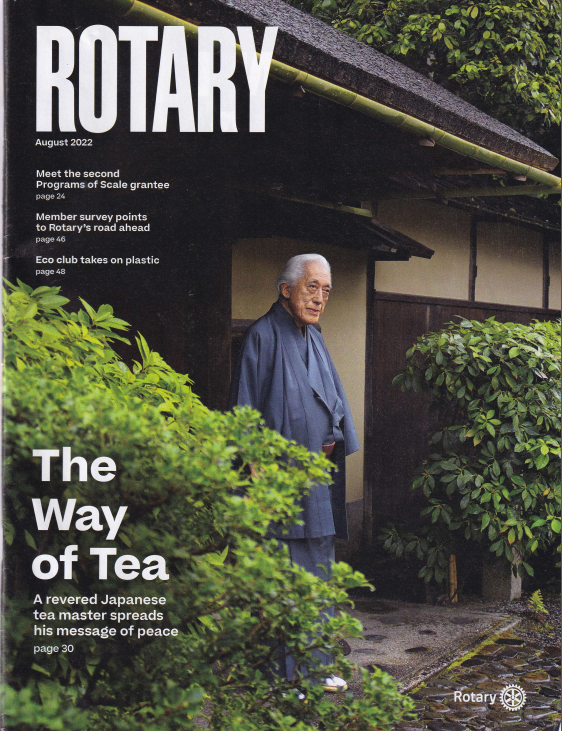 ROTARY
August 2022
Meet the second
Programs of Scale grantee
page 24
Member survey points
to Rotary's road ahead
page 46
Eco club takes on plastic
page 48
The
Way
of Tea
A revered Japanese
tea master spreads
his message of peace
page 30
Rotary